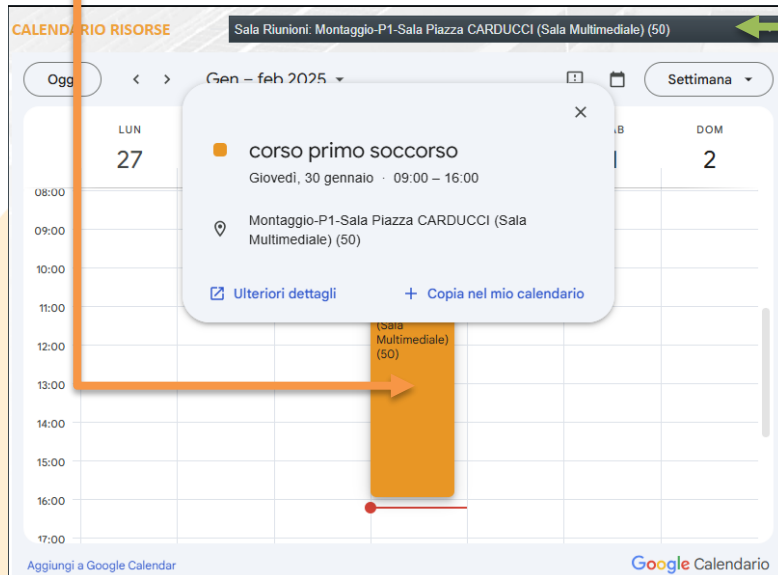 CALENDARIO RISORSE
Sala Riunioni: Montaggio-P1-Sala Piazza CARDUCCI (Sala Multimediale) (50)
Oggi
Gen – feb 2025
Settimana
LUN
DOM
27
2
corso primo soccorso
Giovedì, 30 gennaio · 09:00 – 16:00
Montaggio-P1-Sala Piazza CARDUCCI (Sala
Multimediale) (50)
Ulteriori dettagli
Copia nel mio calendario
08:00
09:00
10:00
11:00
12:00
13:00
14:00
15:00
16:00
17:00
(Sala
Multimediale)
(50)
Aggiungi a Google Calendar
Google Calendario